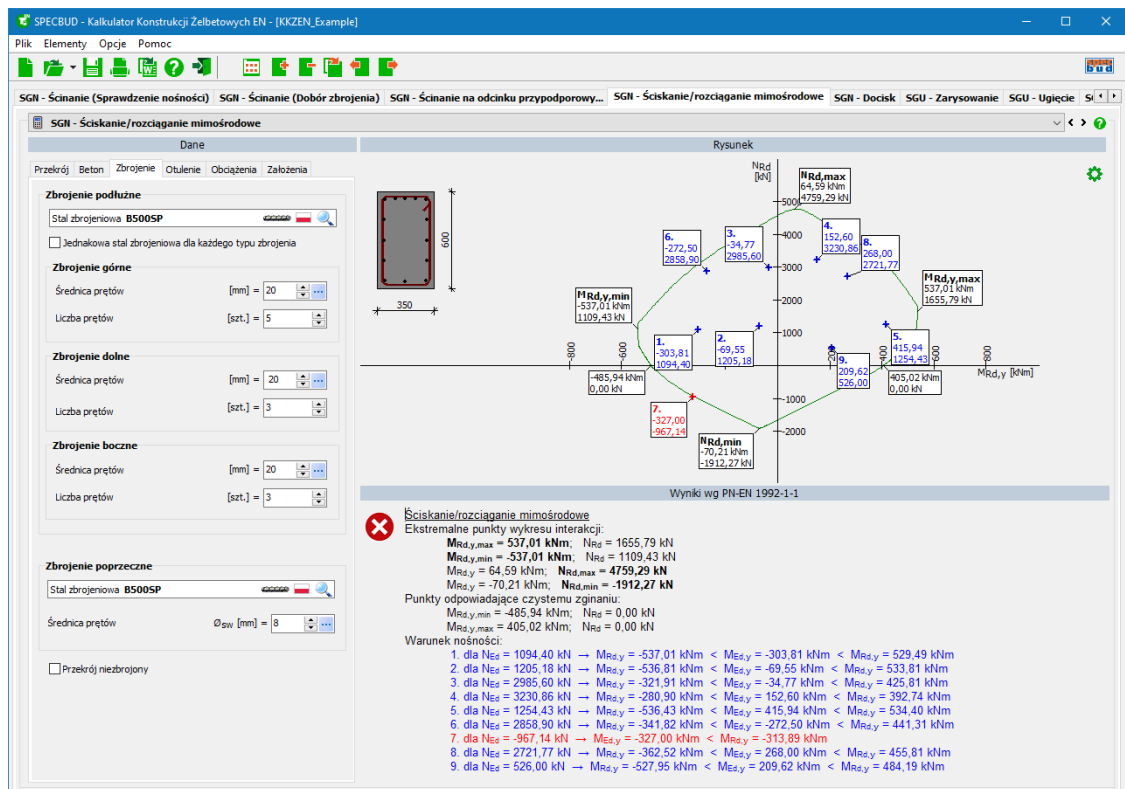 SPECBUD - Kalkulator Konstrukcji Żelbetowych EN - [KKZEN_Example]
Plik Elementy Opcje Pomoc
SGN - Ścinanie (Sprawdzenie nośności) SGN - Ścinanie (Dobór zbrojenia) SGN - Ścinanie na odcinku przypodporowy... SGN - Ściskanie/rozciąganie mimośrodowe SGN - Docisk SGU - Zarysowanie SGU - Ugięcie
SGN - Ściskanie/rozciąganie mimośrodowe
Dane
Przekrój Beton Zbrojenie Otulenie Obciążenia Założenia
Zbrojenie podłużne
Stal zbrojeniowa B500SP
Jednakowa stal zbrojeniowa dla każdego typu zbrojenia
Zbrojenie górne
Średnica prętów [mm] = 20
Liczba prętów [szt.] = 5
Zbrojenie dolne
Średnica prętów [mm] = 20
Liczba prętów [szt.] = 3
Zbrojenie boczne
Średnica prętów [mm] = 20
Liczba prętów [szt.] = 3
Zbrojenie poprzeczne
Stal zbrojeniowa B500SP
Średnica prętów Øsw [mm] = 8
Przekrój niezbrojony
Rysunek
600
350
NRd
[kN]
NRd,max
64,59 kNm
4759,29 kN
5000
4000
3000
2000
1000
-1000
-2000
-800
-600
200
400
600
800
MRd,y [kNm]
6.
-272,50
2858,90
3.
-34,77
2985,60
4.
152,60
3230,86
8.
268,00
2721,77
MRd,y,max
537,01 kNm
1655,79 kN
MRd,y,min
-537,01 kNm
1109,43 kN
1.
-303,81
1094,40
2.
-69,55
1205,18
5.
415,94
1254,43
9.
209,62
526,00
-485,94 kNm
0,00 kN
405,02 kNm
0,00 kN
7.
-327,00
-967,14
NRd,min
-70,21 kNm
-1912,27 kN
Wyniki wg PN-EN 1992-1-1
Ściskanie/rozciąganie mimośrodowe
Ekstremalne punkty wykresu interakcji:
MRd,y,max = 537,01 kNm; NRd = 1655,79 kN
MRd,y,min = -537,01 kNm; NRd = 1109,43 kN
MRd,y = 64,59 kNm; NRd,max = 4759,29 kN
MRd,y = -70,21 kNm; NRd,min = -1912,27 kN
Punkty odpowiadające czystemu zginaniu:
MRd,y,min = -485,94 kNm; NRd = 0,00 kN
MRd,y,max = 405,02 kNm; NRd = 0,00 kN
Warunek nośności:
1. dla NEd = 1094,40 kN → MRd,y = -537,01 kNm < MEd,y = -303,81 kNm < MRd,y = 529,49 kNm
2. dla NEd = 1205,18 kN → MRd,y = -536,81 kNm < MEd,y = -69,55 kNm < MRd,y = 533,81 kNm
3. dla NEd = 2985,60 kN → MRd,y = -321,91 kNm < MEd,y = -34,77 kNm < MRd,y = 425,81 kNm
4. dla NEd = 3230,86 kN → MRd,y = -280,90 kNm < MEd,y = 152,60 kNm < MRd,y = 392,74 kNm
5. dla NEd = 1254,43 kN → MRd,y = -536,43 kNm < MEd,y = 415,94 kNm < MRd,y = 534,40 kNm
6. dla NEd = 2858,90 kN → MRd,y = -341,82 kNm < MEd,y = -272,50 kNm < MRd,y = 441,31 kNm
7. dla NEd = -967,14 kN → MEd,y = -327,00 kNm < MRd,y = -313,89 kNm
8. dla NEd = 2721,77 kN → MRd,y = -362,52 kNm < MEd,y = 268,00 kNm < MRd,y = 455,81 kNm
9. dla NEd = 526,00 kN → MRd,y = -527,95 kNm < MEd,y = 209,62 kNm < MRd,y = 484,19 kNm